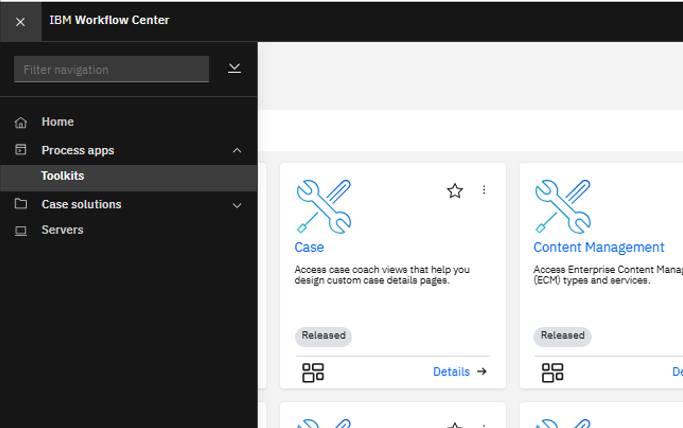 IBM Workflow Center
Filter navigation
Home
Process apps
Toolkits
Case solutions
Servers
Case
Access case coach views that help you
design custom case details pages.
Released
Details
Content Management
Access Enterprise Content Manag
(ECM) types and services.
Released
De